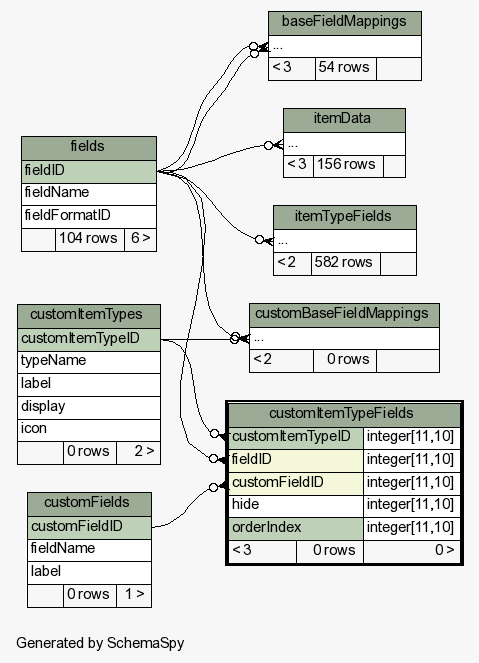 baseFieldMappings
...
< 3 54 rows
itemData
...
< 3 156 rows
fields
fieldID
fieldName
fieldFormatID
104 rows 6 >
itemTypeFields
...
< 2 582 rows
customItemTypes
customItemTypeID
typeName
label
display
icon
0 rows 2 >
customBaseFieldMappings
...
< 2 0 rows
customItemTypeFields
customItemTypeID integer[11,10]
fieldID integer[11,10]
customFieldID integer[11,10]
hide integer[11,10]
orderIndex integer[11,10]
< 3 0 rows 0 >
customFields
customFieldID
fieldName
label
0 rows 1 >
Generated by SchemaSpy